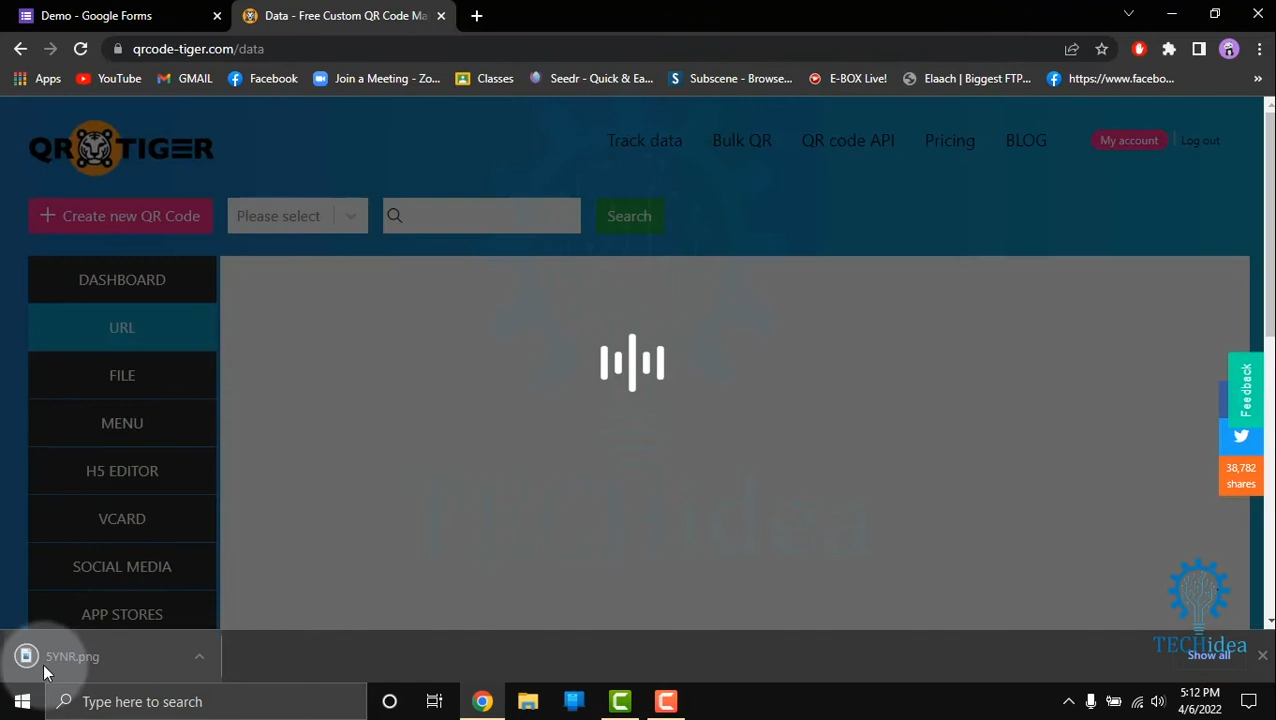 Demo - Google Forms
Data - Free Custom QR Code Ma
qrcode-tiger.com/data
Apps
YouTube
GMAIL
Facebook
Join a Meeting - Zo...
Classes
Seedr - Quick & Ea...
Subscene - Browse...
E-BOX Live!
Elaach | Biggest FTP...
https://www.facebo...
»
QR TIGER
Track data
Bulk QR
QR code API
Pricing
BLOG
My account
Log out
+ Create new QR Code
Please select
Search
DASHBOARD
URL
FILE
MENU
H5 EDITOR
VCARD
SOCIAL MEDIA
APP STORES
Feedback
38,782
shares
TECHidea
5YNR.png
Show all
Type here to search
5:12 PM
4/6/2022